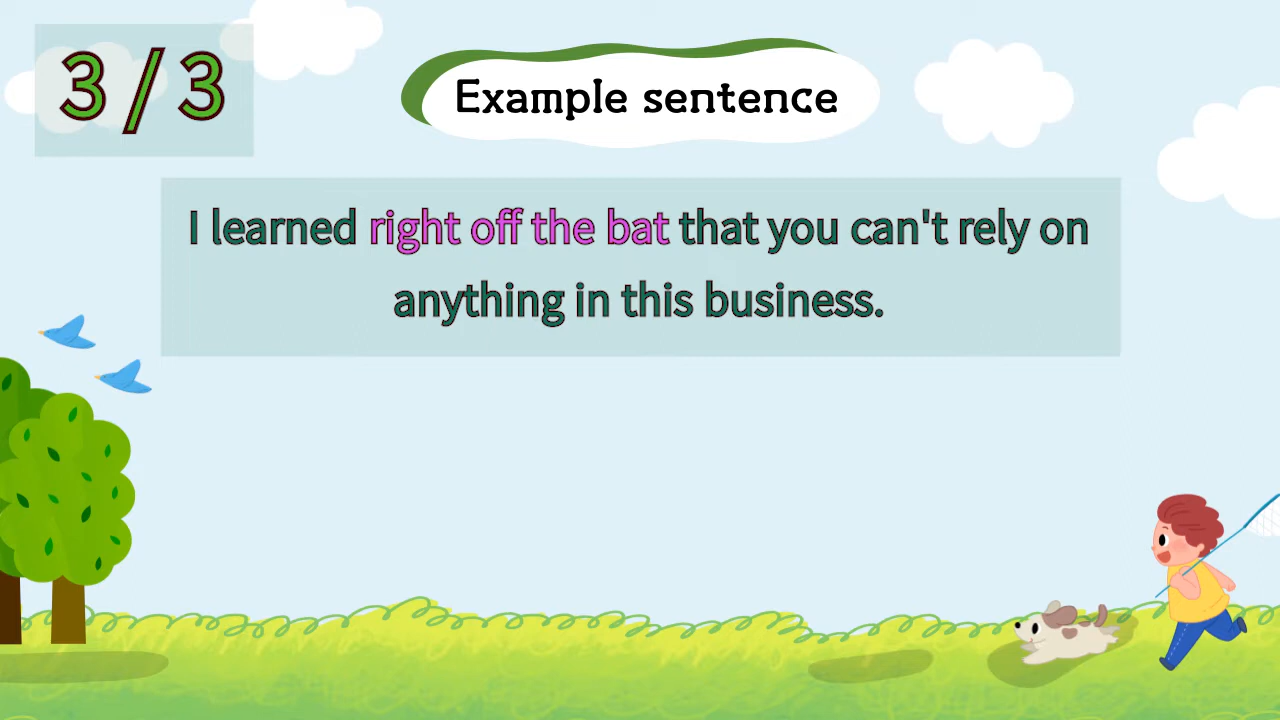 3 / 3
Example sentence
I learned right off the bat that you can't rely on
anything in this business.